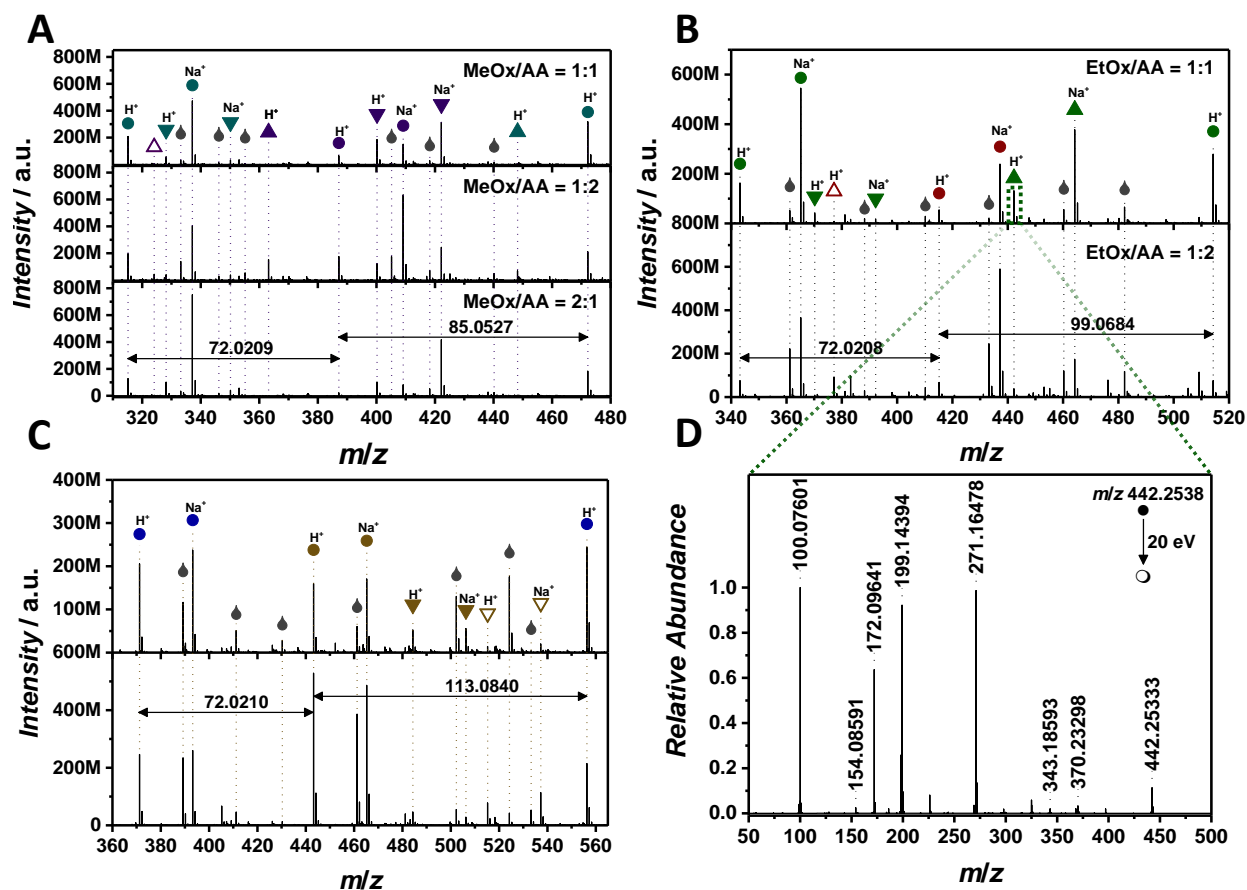 A
800M
600M
400M
200M
800M
600M
400M
200M
800M
600M
400M
200M
0
Intensity / a.u.
MeOx/AA = 1:1
H⁺
H⁺
Na⁺
Na⁺
H⁺
H⁺
H⁺
Na⁺
Na⁺
H⁺
H⁺
MeOx/AA = 1:2
MeOx/AA = 2:1
72.0209
85.0527
320 340 360 380 400 420 440 460 480
m/z
B
600M
400M
200M
800M
600M
400M
200M
0
Intensity / a.u.
EtOx/AA = 1:1
H⁺
Na⁺
H⁺
H⁺
Na⁺
H⁺
Na⁺
H⁺
Na⁺
H⁺
EtOx/AA = 1:2
72.0208
99.0684
340 360 380 400 420 440 460 480 500 520
m/z
C
400M
300M
200M
100M
600M
400M
200M
0
Intensity / a.u.
H⁺
Na⁺
H⁺
Na⁺
H⁺
Na⁺
H⁺
Na⁺
H⁺
72.0210
113.0840
360 380 400 420 440 460 480 500 520 540 560
m/z
D
Relative Abundance
1.0
0.8
0.6
0.4
0.2
0.0
100.07601
154.08591
172.09641
199.14394
271.16478
343.18593
370.23298
442.25333
m/z 442.2538
20 eV
50 100 150 200 250 300 350 400 450 500
m/z